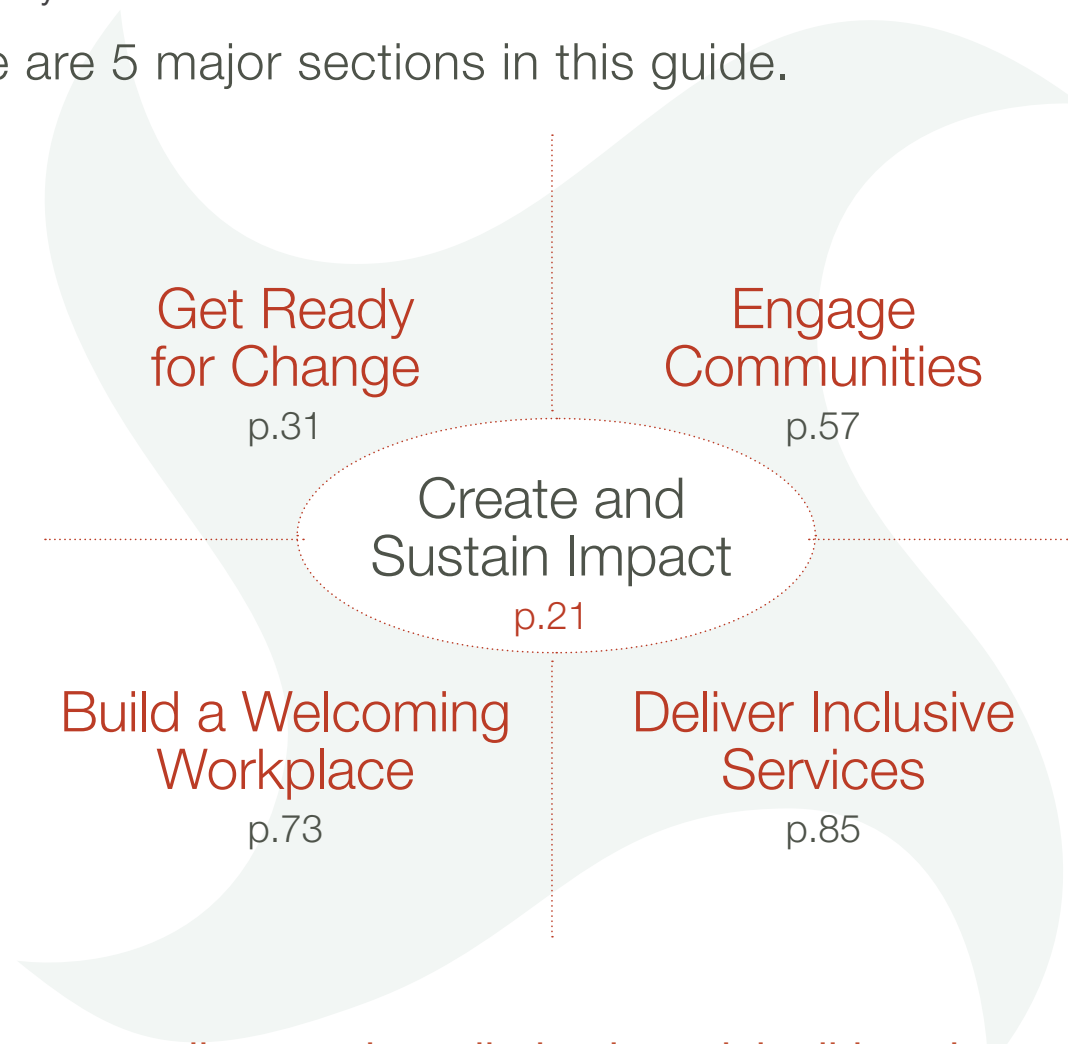 are 5 major sections in this guide.
Get Ready
for Change
p.31
Engage
Communities
p.57
Create and
Sustain Impact
p.21
Build a Welcoming
Workplace
p.73
Deliver Inclusive
Services
p.85